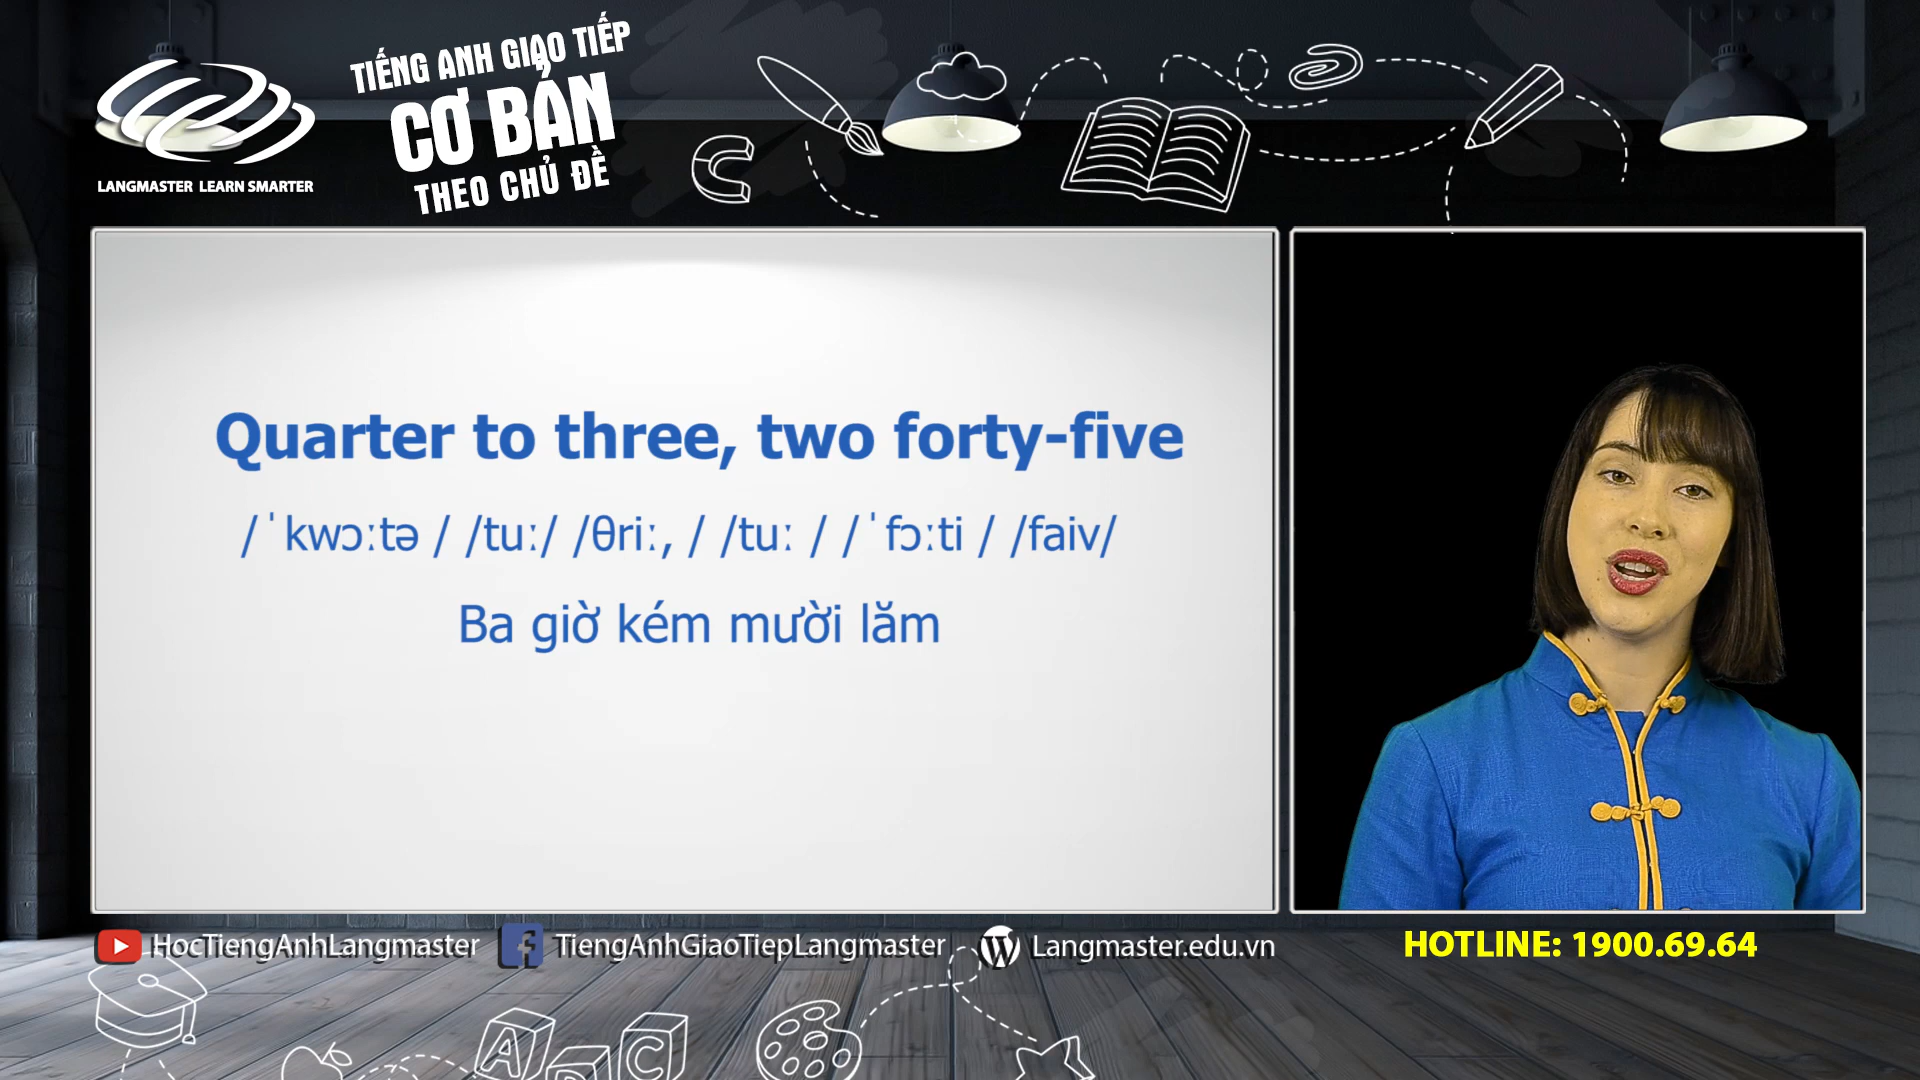 TIẾNG ANH GIAO TIẾP
CƠ BẢN
THEO CHỦ ĐỀ
LANGMASTER LEARN SMARTER
Quarter to three, two forty-five
/ˈkwɔːtə / /tuː/ /θriː, / /tuː / /ˈfɔːti / /faiv/
Ba giờ kém mười lăm
HocTiengAnhLangmaster
TiengAnhGiaoTiepLangmaster
Langmaster.edu.vn
HOTLINE: 1900.69.64
A
B
C